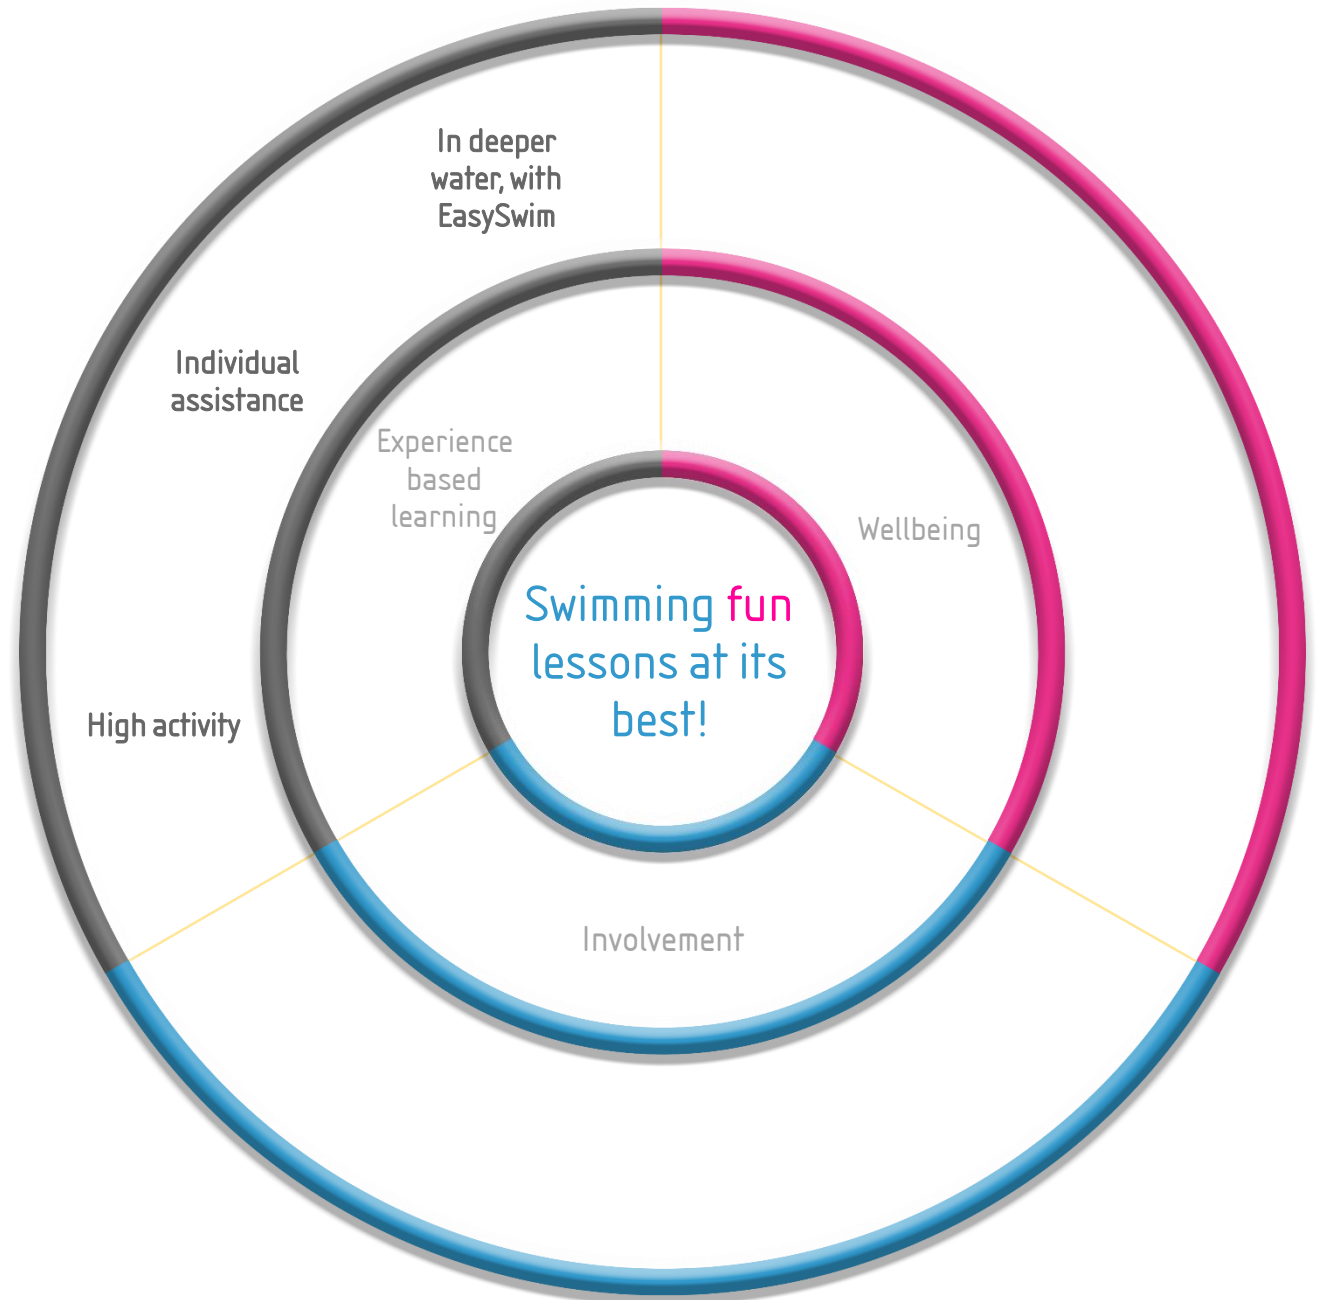 In deeper
water, with
EasySwim
Individual
assistance
Experience
based
learning
Wellbeing
Swimming fun
lessons at its
best!
High activity
Involvement